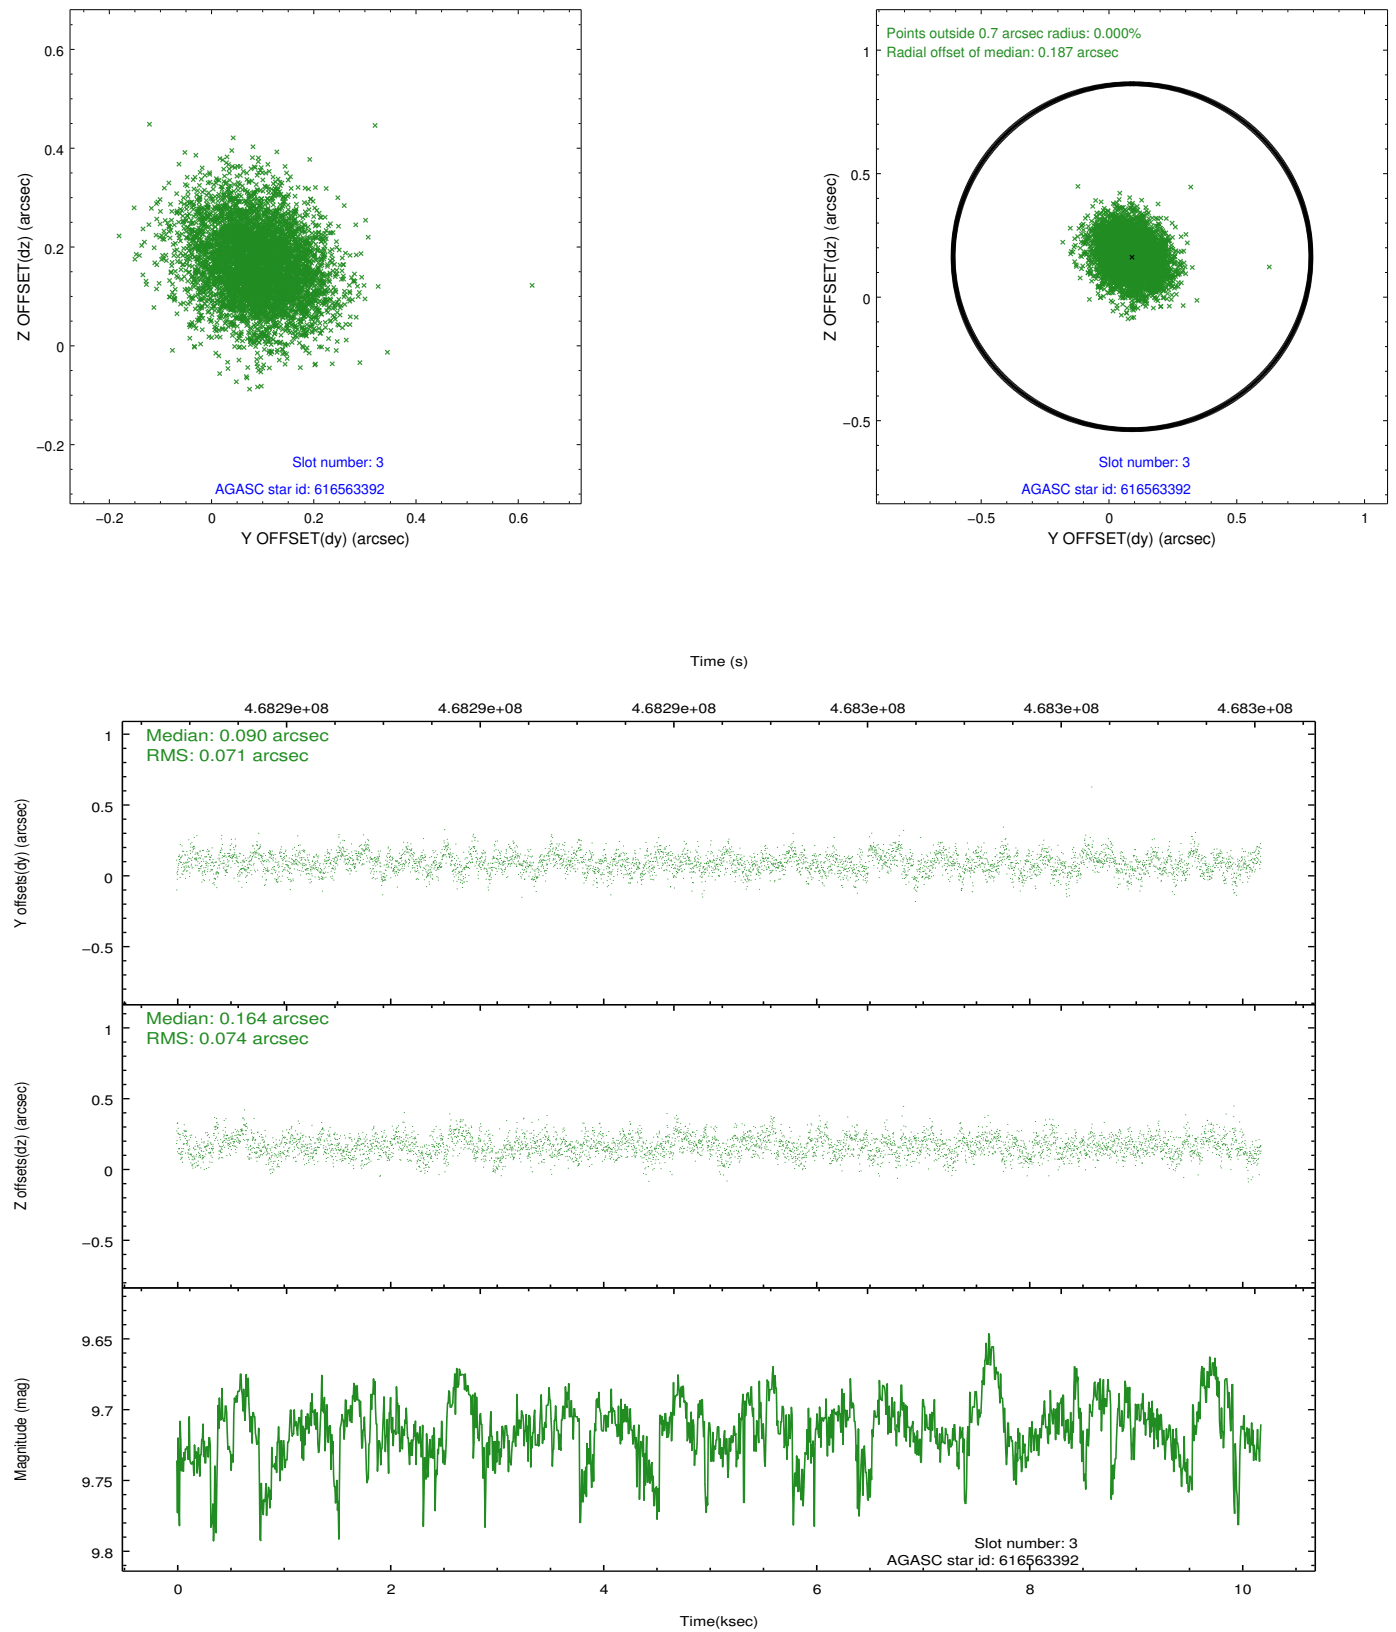 0.6
0.4
0.2
0
−0.2
Z OFFSET(dz) (arcsec)
Slot number: 3
AGASC star id: 616563392
−0.2 0 0.2 0.4 0.6
Y OFFSET(dy) (arcsec)
Points outside 0.7 arcsec radius: 0.000%
Radial offset of median: 0.187 arcsec
1
0.5
0
−0.5
Z OFFSET(dz) (arcsec)
Slot number: 3
AGASC star id: 616563392
−0.5 0 0.5 1
Y OFFSET(dy) (arcsec)
Time (s)
4.6829e+08 4.6829e+08 4.6829e+08 4.683e+08 4.683e+08 4.683e+08
Median: 0.090 arcsec
RMS: 0.071 arcsec
1
0.5
0
−0.5
Y offsets(dy) (arcsec)
Median: 0.164 arcsec
RMS: 0.074 arcsec
1
0.5
0
−0.5
Z offsets(dz) (arcsec)
9.65
9.7
9.75
9.8
Magnitude (mag)
Slot number: 3
AGASC star id: 616563392
0 2 4 6 8 10
Time(ksec)